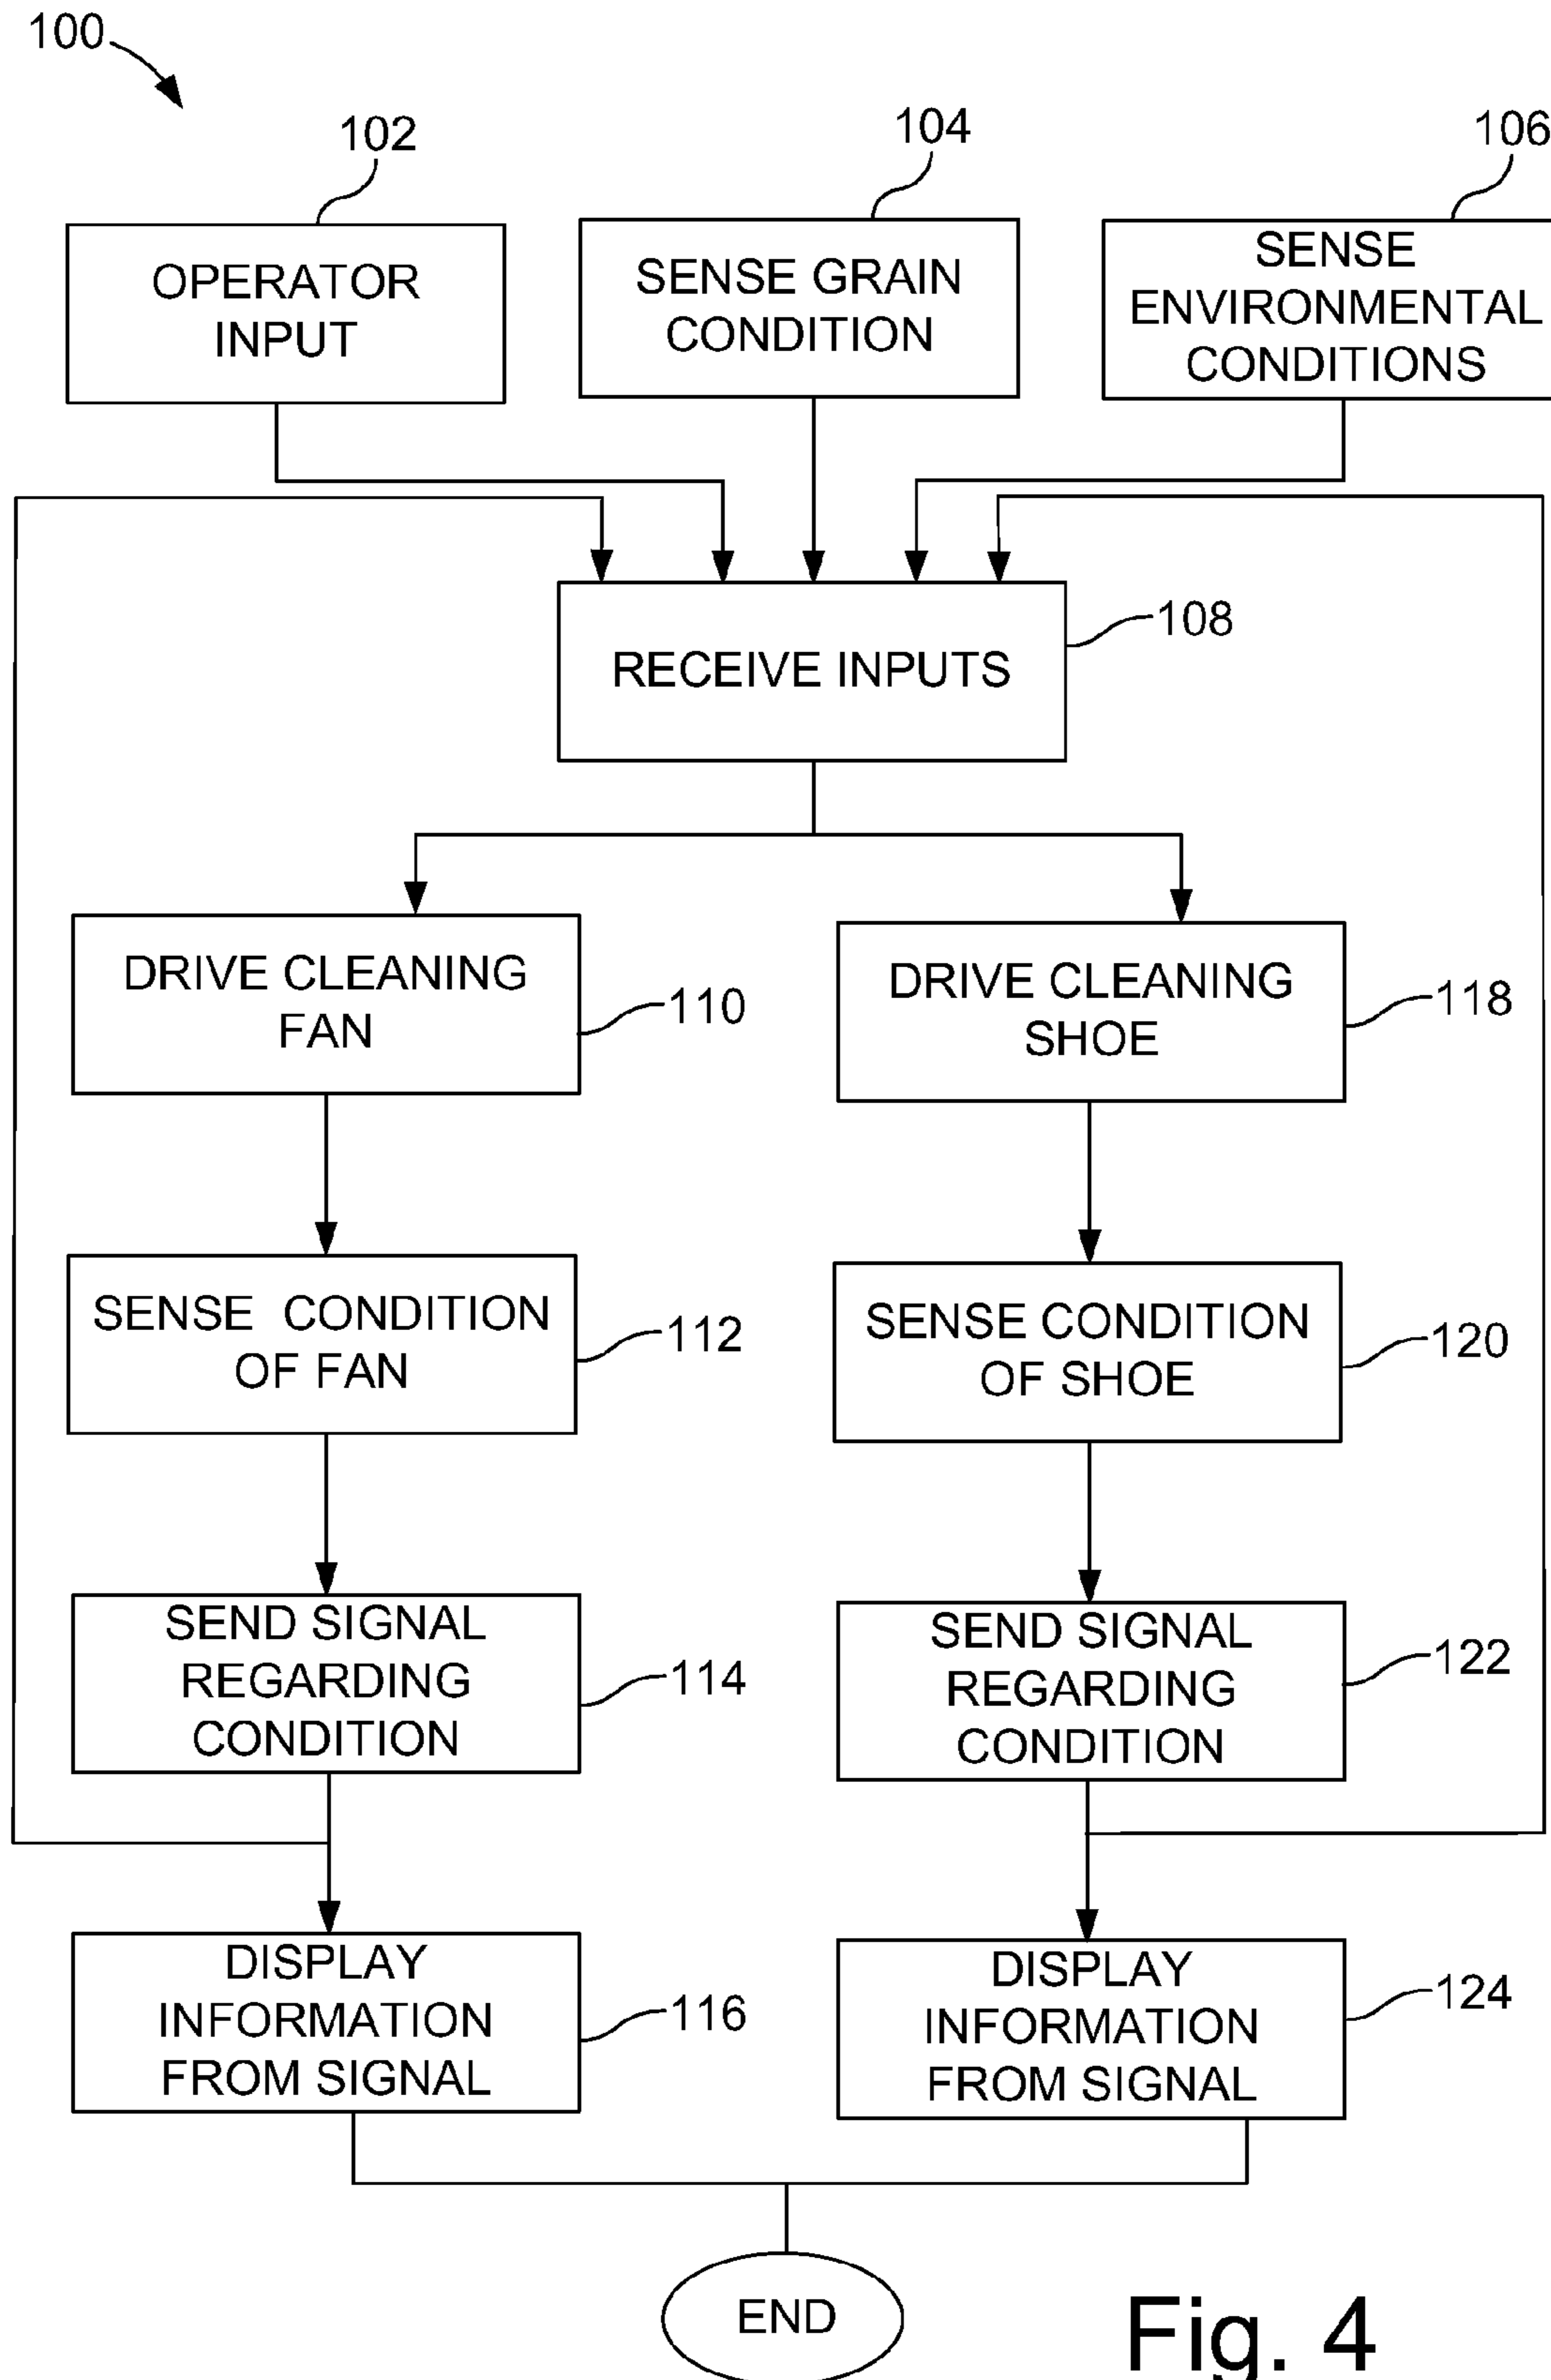 100
102
104
106
OPERATOR
INPUT
SENSE GRAIN
CONDITION
SENSE
ENVIRONMENTAL
CONDITIONS
RECEIVE INPUTS
108
DRIVE CLEANING
FAN
110
DRIVE CLEANING
SHOE
118
SENSE CONDITION
OF FAN
112
SENSE CONDITION
OF SHOE
120
SEND SIGNAL
REGARDING
CONDITION
114
SEND SIGNAL
REGARDING
CONDITION
122
DISPLAY
INFORMATION
FROM SIGNAL
116
DISPLAY
INFORMATION
FROM SIGNAL
124
END
Fig. 4